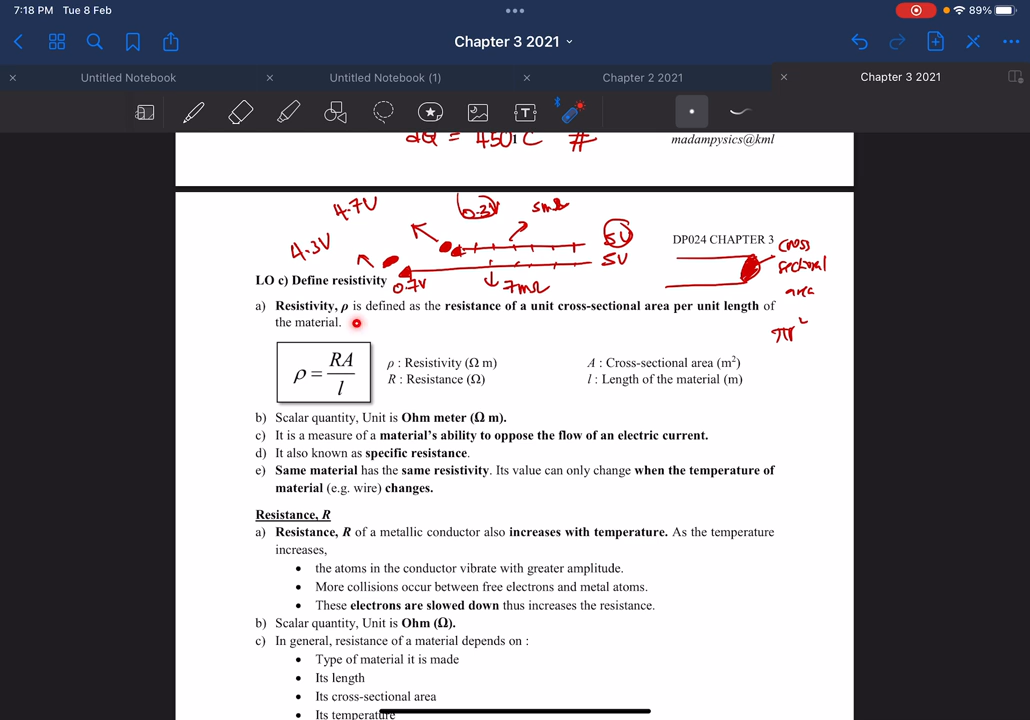 7:18 PM Tue 8 Feb
89%
Chapter 3 2021
Untitled Notebook
Untitled Notebook (1)
Chapter 2 2021
Chapter 3 2021
dQ = 450 C #
madampysics@kml
4.7V
0.3V
5mΩ
5V
4.3V
DP024 CHAPTER 3
cross
sectional
area
5V
LO c) Define resistivity
0.7V
7mΩ
a) Resistivity, ρ is defined as the resistance of a unit cross-sectional area per unit length of
the material.
πr²
ρ = RA / l
ρ : Resistivity (Ω m)
A : Cross-sectional area (m²)
R : Resistance (Ω)
l : Length of the material (m)
b) Scalar quantity, Unit is Ohm meter (Ω m).
c) It is a measure of a material's ability to oppose the flow of an electric current.
d) It also known as specific resistance.
e) Same material has the same resistivity. Its value can only change when the temperature of
material (e.g. wire) changes.
Resistance, R
a) Resistance, R of a metallic conductor also increases with temperature. As the temperature
increases,
• the atoms in the conductor vibrate with greater amplitude.
• More collisions occur between free electrons and metal atoms.
• These electrons are slowed down thus increases the resistance.
b) Scalar quantity, Unit is Ohm (Ω).
c) In general, resistance of a material depends on :
• Type of material it is made
• Its length
• Its cross-sectional area
• Its temperature